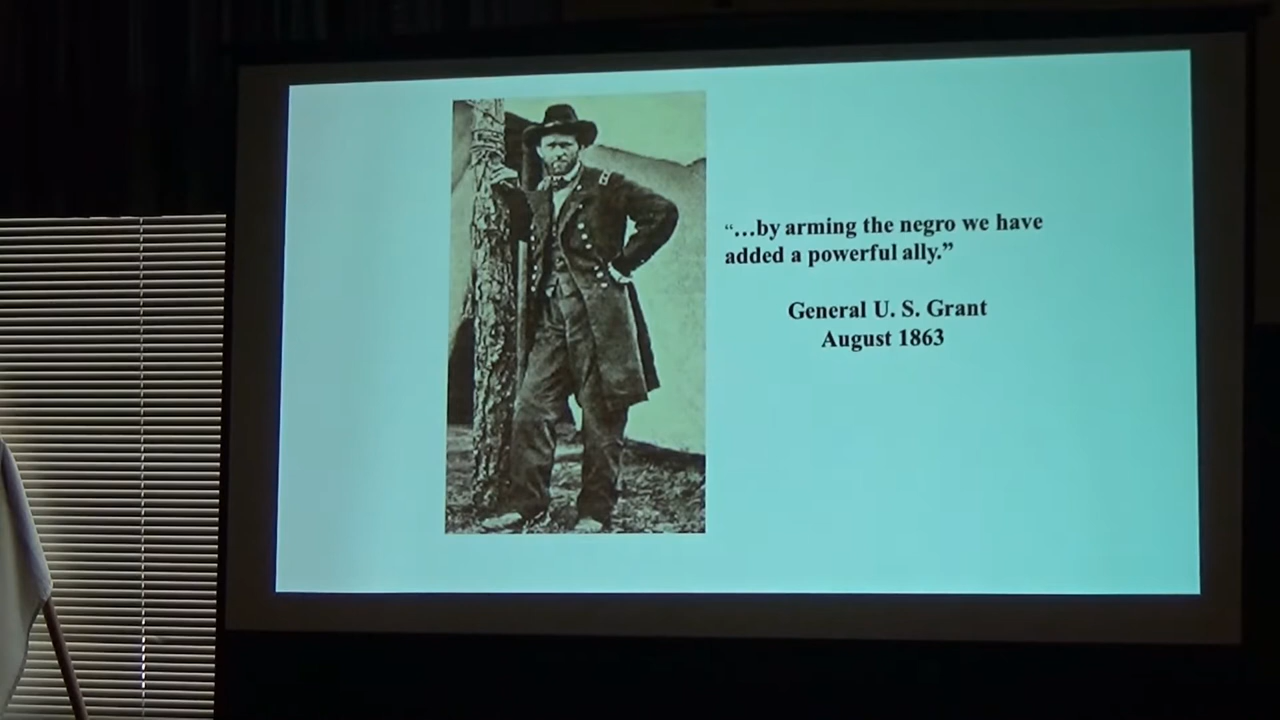 “...by arming the negro we have
added a powerful ally.”
General U. S. Grant
August 1863